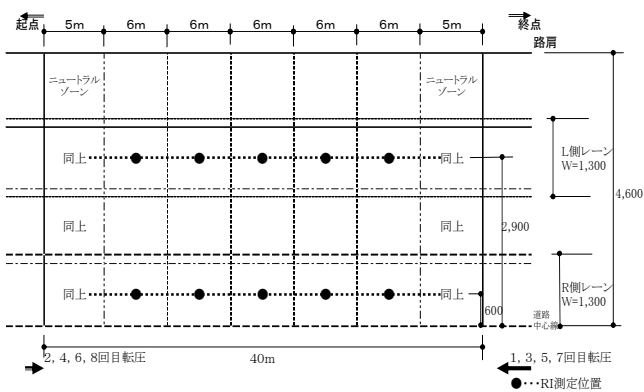 起点
5m 6m 6m 6m 6m 6m 5m
終点
路肩
ニュートラル
ゾーン
ニュートラル
ゾーン
同上
同上
L側レーン
W=1,300
4,600
同上
同上
2,900
同上
同上
R側レーン
W=1,300
600
道路
中心線
2, 4, 6, 8回目転圧
40m
1, 3, 5, 7回目転圧
●・・・RI測定位置